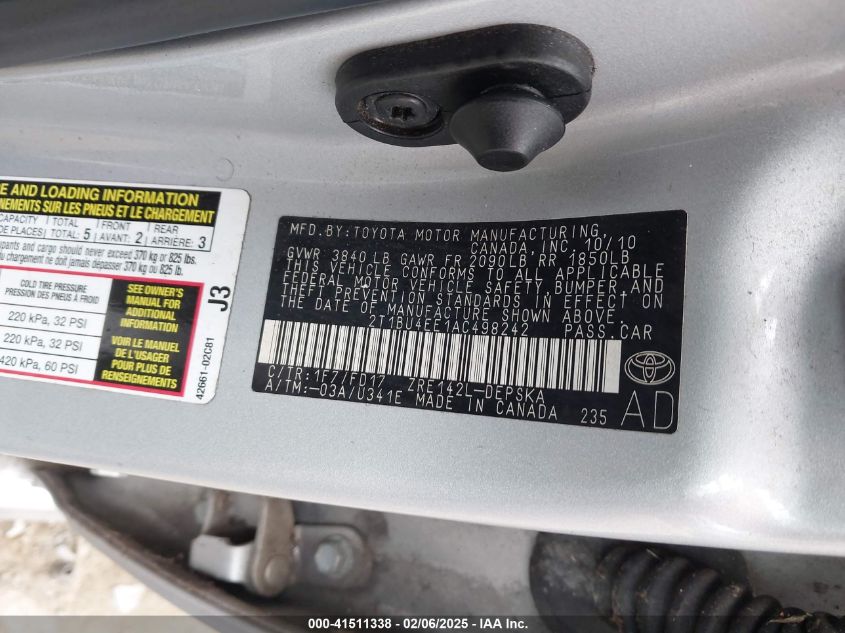 E AND LOADING INFORMATION
NEMENTS SUR LES PNEUS ET LE CHARGEMENT
CAPACITY TOTAL FRONT REAR
DE PLACES) TOTAL: 5 AVANT: 2 ARRIÈRE: 3
upants and cargo should never exceed 370 kg or 825 lbs.
t ne doit jamais dépasser 370 kg ou 825 lb.
COLD TIRE PRESSURE
PRESSION DES PNEUS À FROID
220 kPa, 32 PSI
220 kPa, 32 PSI
420 kPa, 60 PSI
SEE OWNER'S
MANUAL FOR
ADDITIONAL
INFORMATION
VOIR LE MANUEL
DE L'USAGER
POUR PLUS DE
RENSEIGNEMENTS
J3
42661-02C81
MFD. BY: TOYOTA MOTOR MANUFACTURING,
CANADA, INC. 10/10
GVWR 3840 LB GAWR FR 2090LB RR 1850LB
THIS VEHICLE CONFORMS TO ALL APPLICABLE
FEDERAL MOTOR VEHICLE SAFETY, BUMPER AND
THEFT PREVENTION STANDARDS IN EFFECT ON
THE DATE OF MANUFACTURE SHOWN ABOVE.
2T1BU4EE1AC498242 PASS. CAR
C/TR: 1F7/FD17 ZRE142L-DEPSKA
A/TM: -03A/U341E MADE IN CANADA 235
AD
000-41511338 - 02/06/2025 - IAA Inc.